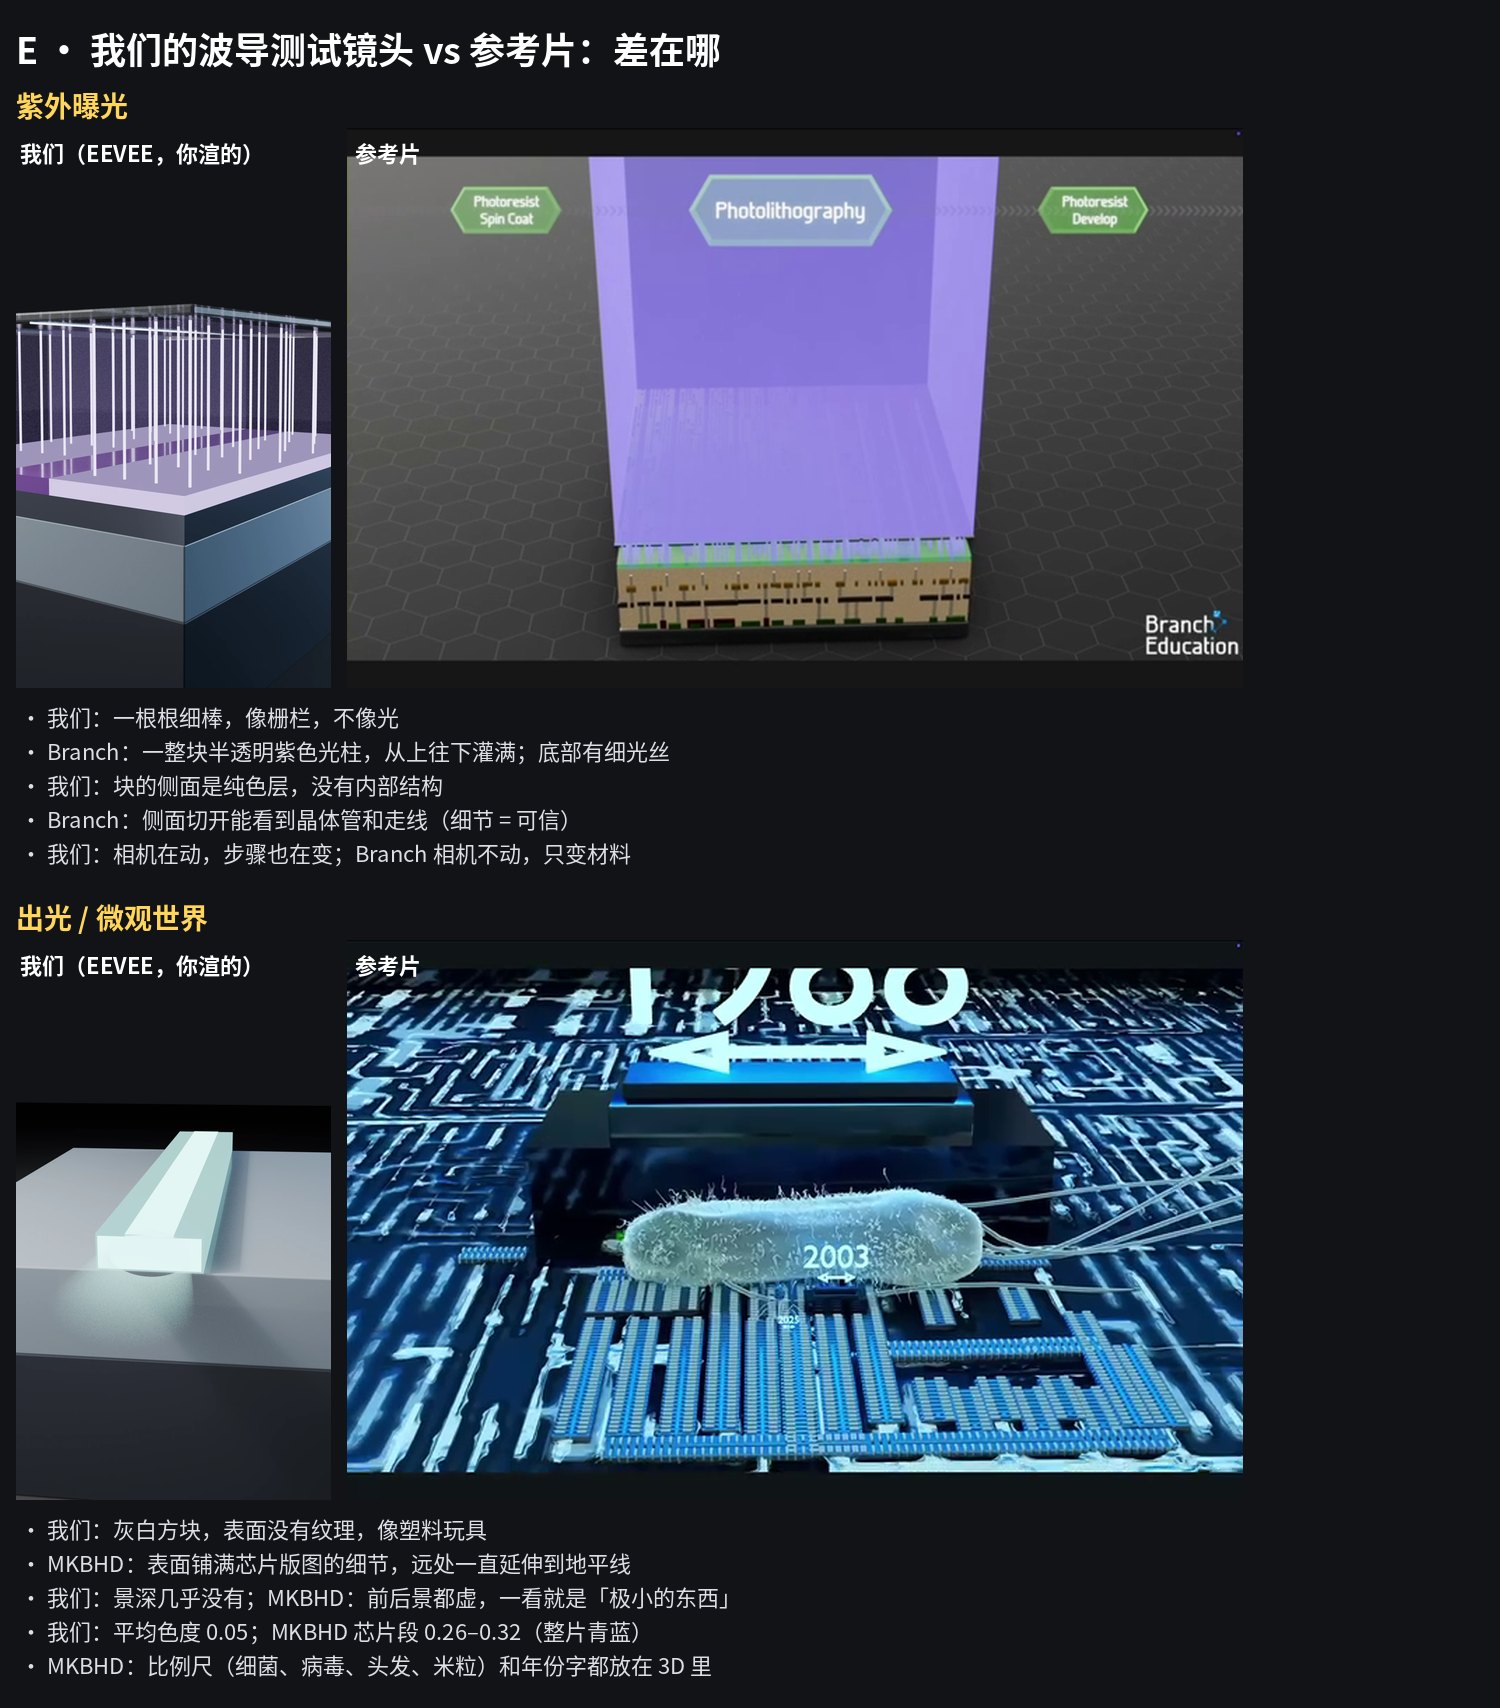 E · 我们的波导测试镜头 vs 参考片：差在哪
紫外曝光
我们（EEVEE，你渲的）
参考片
Photoresist
Spin Coat
Photolithography
Photoresist
Develop
Branch
Education
· 我们：一根根细棒，像栅栏，不像光
· Branch：一整块半透明紫色光柱，从上往下灌满；底部有细光丝
· 我们：块的侧面是纯色层，没有内部结构
· Branch：侧面切开能看到晶体管和走线（细节 = 可信）
· 我们：相机在动，步骤也在变；Branch 相机不动，只变材料
出光 / 微观世界
我们（EEVEE，你渲的）
参考片
1988
2003
2025
· 我们：灰白方块，表面没有纹理，像塑料玩具
· MKBHD：表面铺满芯片版图的细节，远处一直延伸到地平线
· 我们：景深几乎没有；MKBHD：前后景都虚，一看就是「极小的东西」
· 我们：平均色度 0.05；MKBHD 芯片段 0.26–0.32（整片青蓝）
· MKBHD：比例尺（细菌、病毒、头发、米粒）和年份字都放在 3D 里